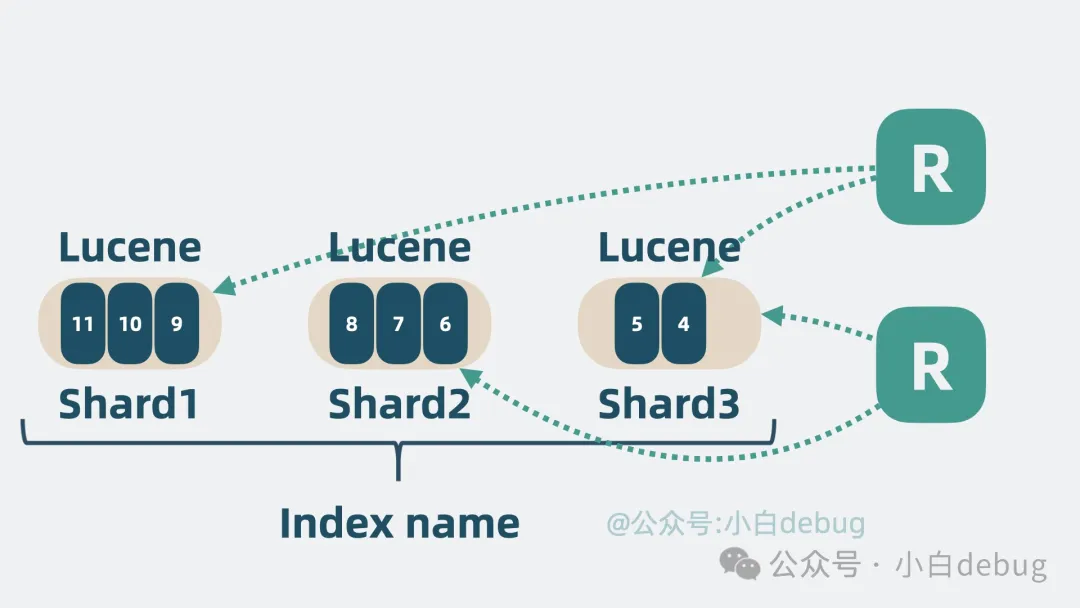 R
Lucene Lucene Lucene
11 10 9 8 7 6 5 4
R
Shard1 Shard2 Shard3
Index name
@公众号:小白debug
公众号 · 小白debug